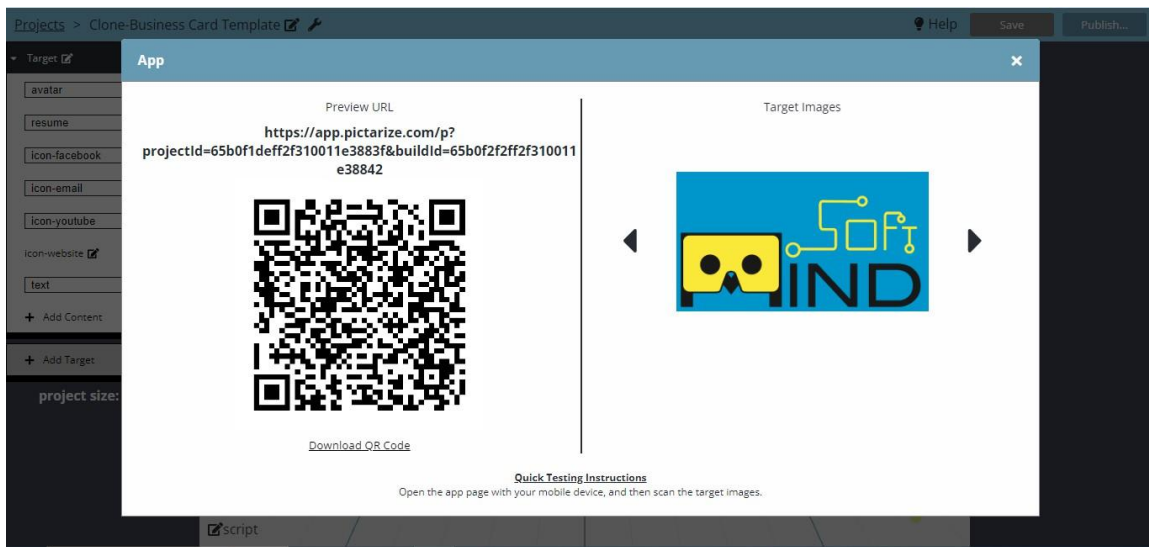 Projects > Clone-Business Card Template
Help
Save
Publish...
Target
App
avatar
resume
icon-facebook
icon-email
icon-youtube
icon-website
text
+ Add Content
+ Add Target
project size:
Preview URL
https://app.pictarize.com/p?
projectId=65b0f1deff2f310011e3883f&buildId=65b0f2f2ff2f310011
e38842
Download QR Code
Target Images
SOFT
MIND
Quick Testing Instructions
Open the app page with your mobile device, and then scan the target images.
script